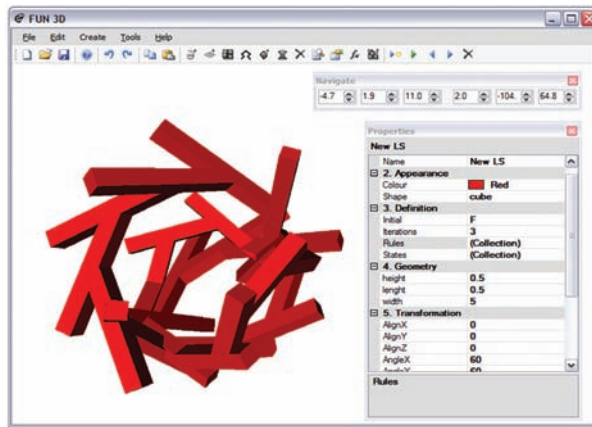 FUN 3D
File Edit Create Tools Help
Navigate
-4.7 1.9 11.0 2.0 -104. 64.8
Properties
New LS
Name New LS
2. Appearance
Colour Red
Shape cube
3. Definition
Initial F
Iterations 3
Rules (Collection)
States (Collection)
4. Geometry
height 0.5
lenght 0.5
width 5
5. Transformation
AlignX 0
AlignY 0
AlignZ 0
AngleX 60
AngleY 60
Rules